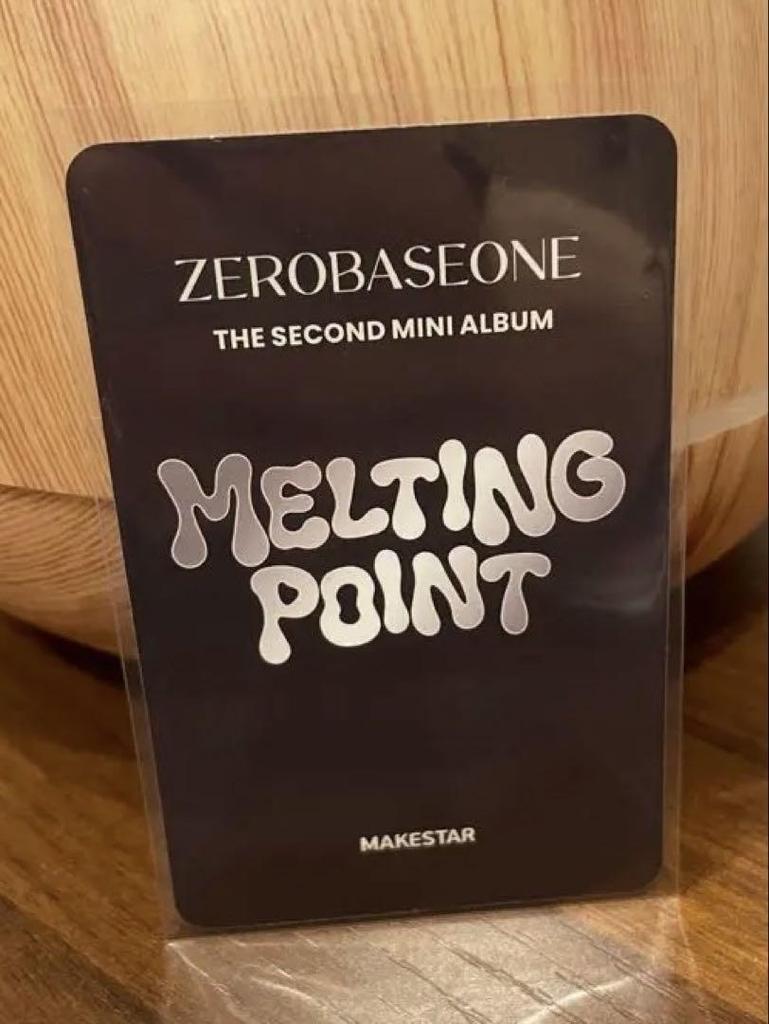 ZEROBASEONE
THE SECOND MINI ALBUM
MELTING
POINT
MAKESTAR